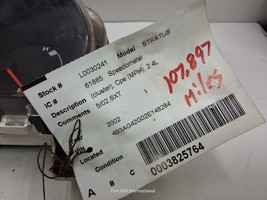 Stock # L0030241 Model STRATUS
IC # 61865 Speedometer
Description (cluster), Cpe (MPH), 2.4L
Comments 5/02,SXT
107,897
Miles
2002
4B3AG42G02E148284
Located
Condition
A B C
0003825764